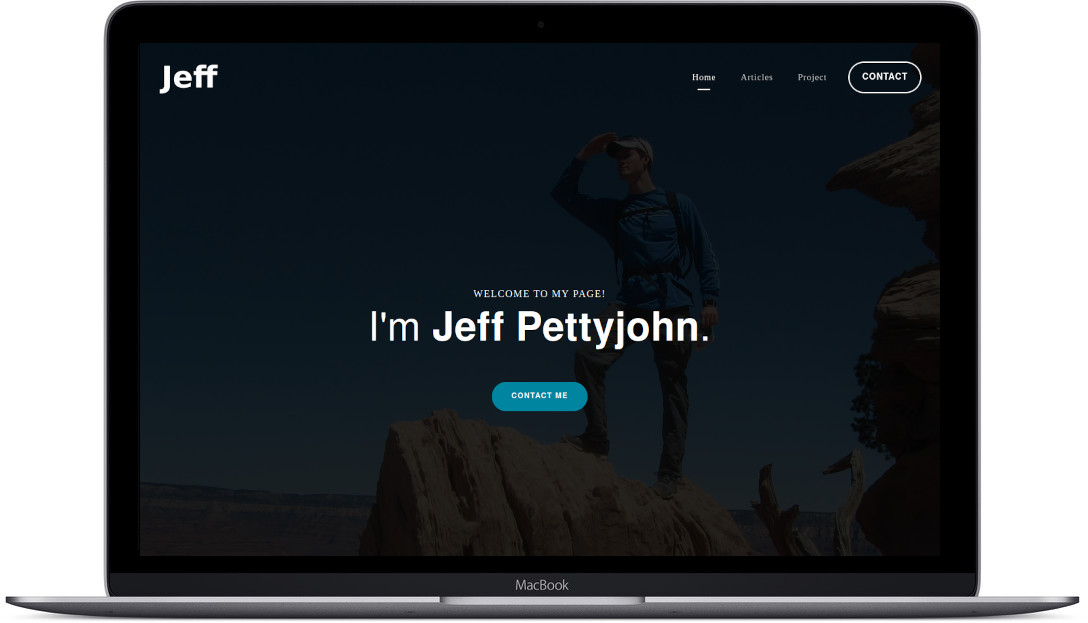 Jeff
Home Articles Project CONTACT
WELCOME TO MY PAGE!
I'm Jeff Pettyjohn.
CONTACT ME
MacBook